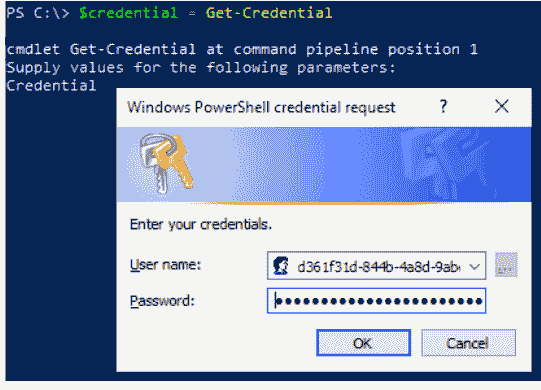 PS C:\> $credential = Get-Credential
cmdlet Get-Credential at command pipeline position 1
Supply values for the following parameters:
Credential
Windows PowerShell credential request
Enter your credentials.
User name: d361f31d-844b-4a8d-9ab
Password: ••••••••••••••••••••••••
OK Cancel